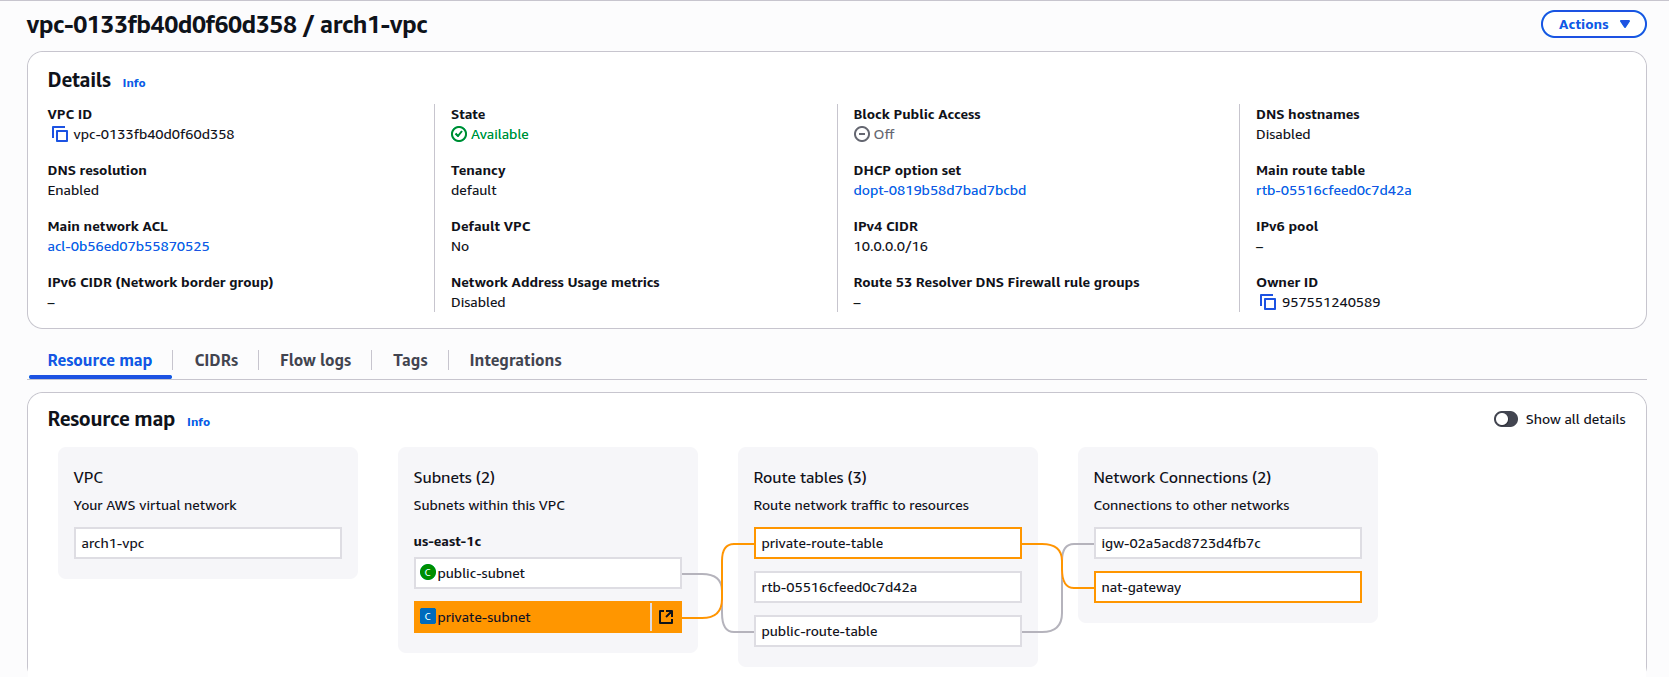 vpc-0133fb40d0f60d358 / arch1-vpc
Actions
Details Info
VPC ID
vpc-0133fb40d0f60d358
State
Available
Block Public Access
Off
DNS hostnames
Disabled
DNS resolution
Enabled
Tenancy
default
DHCP option set
dopt-0819b58d7bad7bcbd
Main route table
rtb-05516cfeed0c7d42a
Main network ACL
acl-0b56ed07b55870525
Default VPC
No
IPv4 CIDR
10.0.0.0/16
IPv6 pool
–
IPv6 CIDR (Network border group)
–
Network Address Usage metrics
Disabled
Route 53 Resolver DNS Firewall rule groups
–
Owner ID
957551240589
Resource map
CIDRs
Flow logs
Tags
Integrations
Resource map Info
Show all details
VPC
Your AWS virtual network
arch1-vpc
Subnets (2)
Subnets within this VPC
us-east-1c
C public-subnet
C private-subnet
Route tables (3)
Route network traffic to resources
private-route-table
rtb-05516cfeed0c7d42a
public-route-table
Network Connections (2)
Connections to other networks
igw-02a5acd8723d4fb7c
nat-gateway